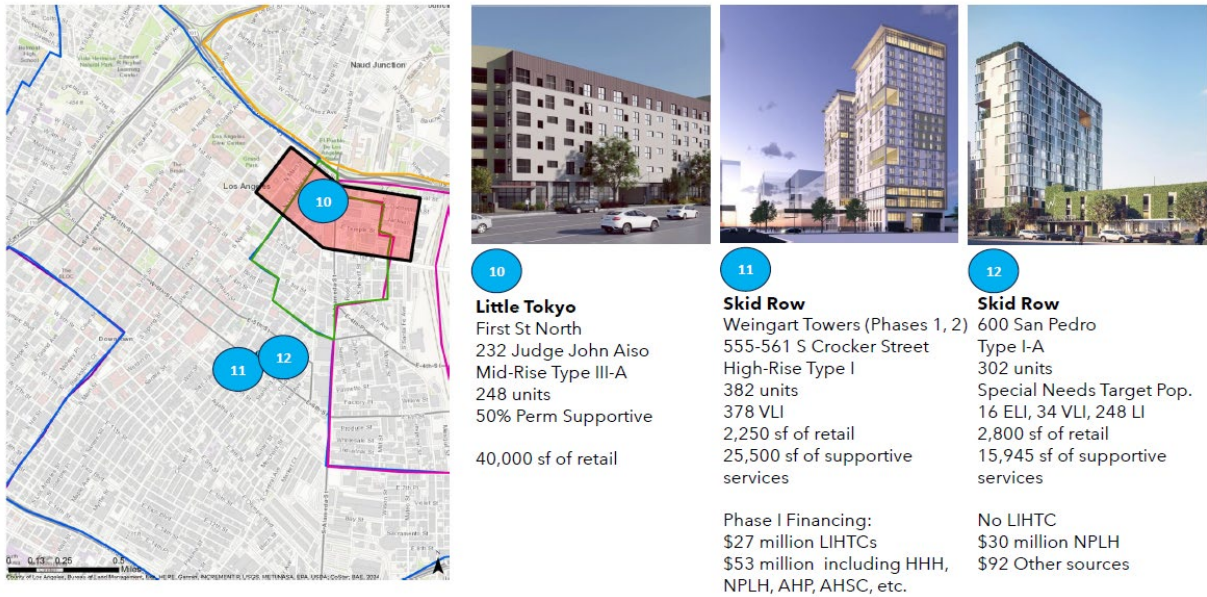 Naud Junction
Los Angeles
10
11
12
Downtown
0 0.13 0.25 0.5
Miles
10
Little Tokyo
First St North
232 Judge John Aiso
Mid-Rise Type III-A
248 units
50% Perm Supportive
40,000 sf of retail
11
Skid Row
Weingart Towers (Phases 1, 2)
555-561 S Crocker Street
High-Rise Type I
382 units
378 VLI
2,250 sf of retail
25,500 sf of supportive
services
Phase I Financing:
$27 million LIHTCs
$53 million including HHH,
NPLH, AHP, AHSC, etc.
12
Skid Row
600 San Pedro
Type I-A
302 units
Special Needs Target Pop.
16 ELI, 34 VLI, 248 LI
2,800 sf of retail
15,945 sf of supportive
services
No LIHTC
$30 million NPLH
$92 Other sources